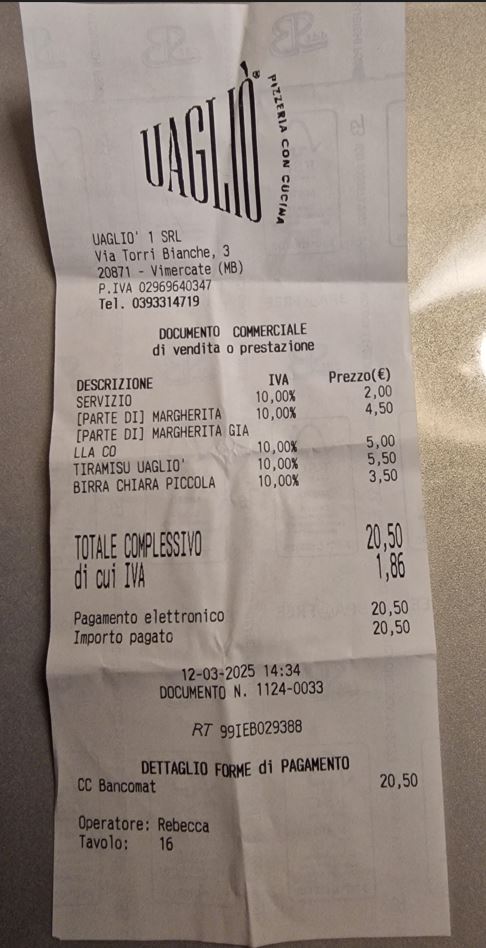 UAGLIÒ®
PIZZERIA CON CUCINA
UAGLIO' 1 SRL
Via Torri Bianche, 3
20871 - Vimercate (MB)
P.IVA 02969640347
Tel. 0393314719
DOCUMENTO COMMERCIALE
di vendita o prestazione
DESCRIZIONE IVA Prezzo(€)
SERVIZIO 10,00% 2,00
[PARTE DI] MARGHERITA 10,00% 4,50
[PARTE DI] MARGHERITA GIA
LLA CO 10,00% 5,00
TIRAMISU UAGLIO' 10,00% 5,50
BIRRA CHIARA PICCOLA 10,00% 3,50
TOTALE COMPLESSIVO 20,50
di cui IVA 1,86
Pagamento elettronico 20,50
Importo pagato 20,50
12-03-2025 14:34
DOCUMENTO N. 1124-0033
RT 99IEB029388
DETTAGLIO FORME di PAGAMENTO
CC Bancomat 20,50
Operatore: Rebecca
Tavolo: 16